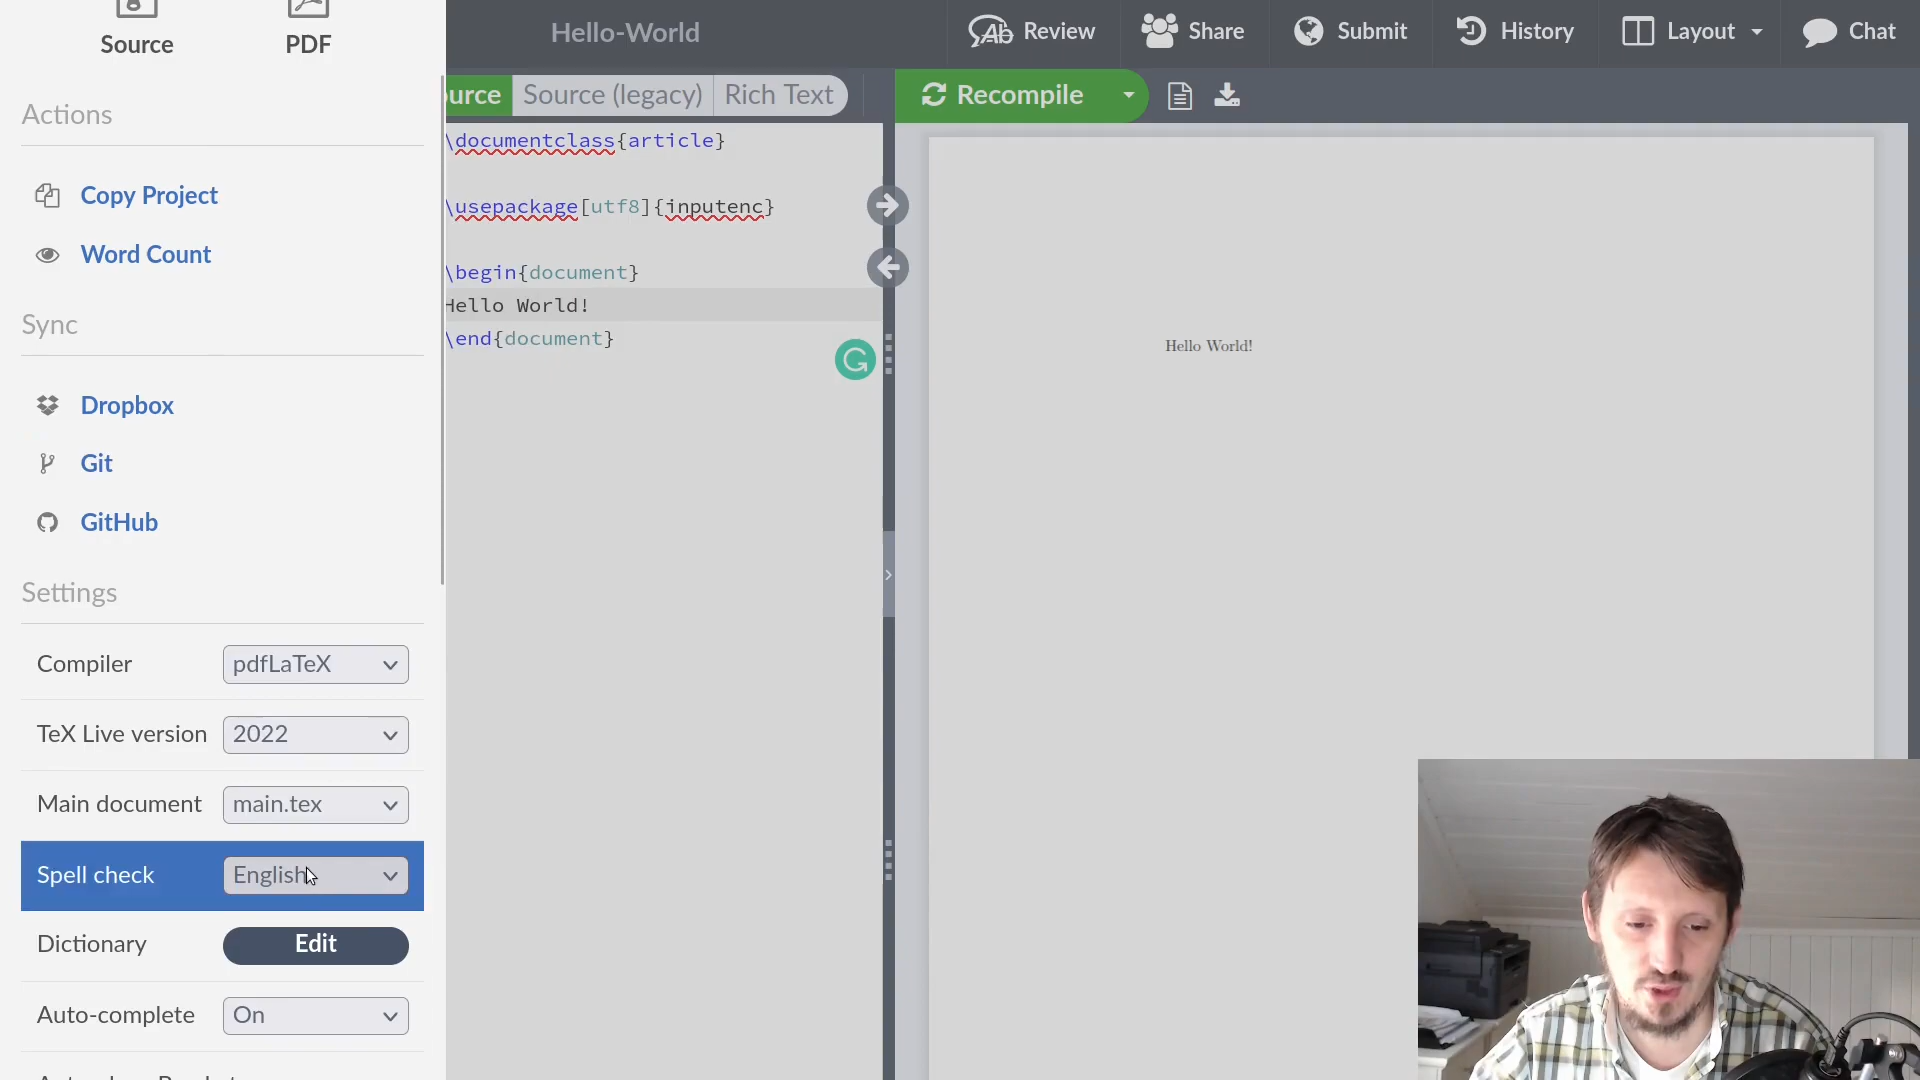 Source
PDF
Actions
Copy Project
Word Count
Sync
Dropbox
Git
GitHub
Settings
Compiler
pdfLaTeX
TeX Live version
2022
Main document
main.tex
Spell check
English
Dictionary
Edit
Auto-complete
On
Hello-World
Review
Share
Submit
History
Layout
Chat
urce
Source (legacy)
Rich Text
Recompile
\documentclass{article}
\usepackage[utf8]{inputenc}
\begin{document}
Hello World!
\end{document}
Hello World!